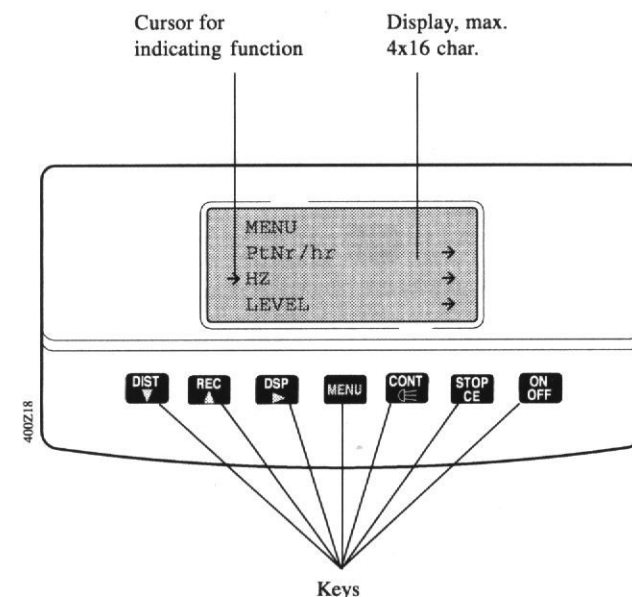 Cursor for
indicating function
Display, max.
4x16 char.
MENU
PtNr/hr →
→ HZ →
LEVEL →
DIST
▼
REC
▲
DSP
▶
MENU
CONT
STOP
CE
ON
OFF
400Z18
Keys